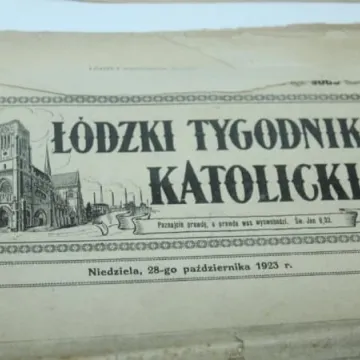 ŁÓDZKI TYGODNIK
KATOLICKI
Poznajcie prawdę, a prawda was wyswobodzi. Św. Jan 8,32.
Niedziela, 28-go października 1923 r.